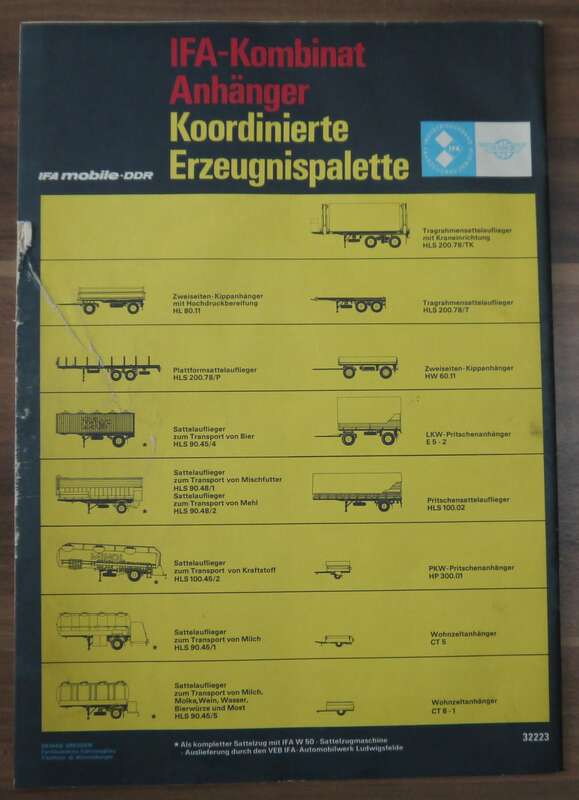 IFA-Kombinat
Anhänger
Koordinierte
Erzeugnispalette
IFA mobile-DDR
IFA
Tragrahmensattelauflieger
mit Kraneinrichtung
HLS 200.78/TK
Zweiseiten-Kippanhänger
mit Hochdruckbereifung
HL 80.11
Tragrahmensattelauflieger
HLS 200.78/T
Plattformsattelauflieger
HLS 200.78/P
Zweiseiten-Kippanhänger
HW 60.11
Sattelauflieger
zum Transport von Bier
HLS 90.45/4
*
LKW-Pritschenanhänger
E 5 - 2
Sattelauflieger
zum Transport von Mischfutter
HLS 90.48/1
Sattelauflieger
zum Transport von Mehl
HLS 90.48/2
*
Pritschensattelauflieger
HLS 100.02
MINOL
Sattelauflieger
zum Transport von Kraftstoff
HLS 100.45/2
*
PKW-Pritschenanhänger
HP 300.01
Sattelauflieger
zum Transport von Milch
HLS 90.45/1
*
Wohnzeltanhänger
CT 5
Sattelauflieger
zum Transport von Milch,
Molke, Wein, Wasser,
Bierwürze und Most
HLS 90.45/5
*
Wohnzeltanhänger
CT 6 - 1
* Als kompletter Sattelzug mit IFA W 50 - Sattelzugmaschine
- Auslieferung durch den VEB IFA-Automobilwerk Ludwigsfelde
32223